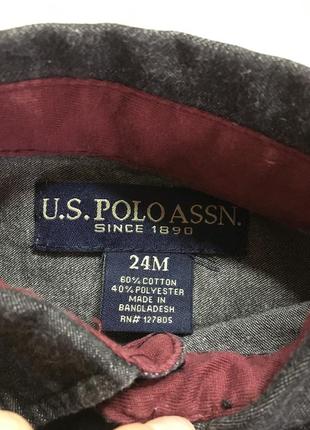 U.S. POLO ASSN.
SINCE 1890
24M
60% COTTON
40% POLYESTER
MADE IN
BANGLADESH
RN# 127805